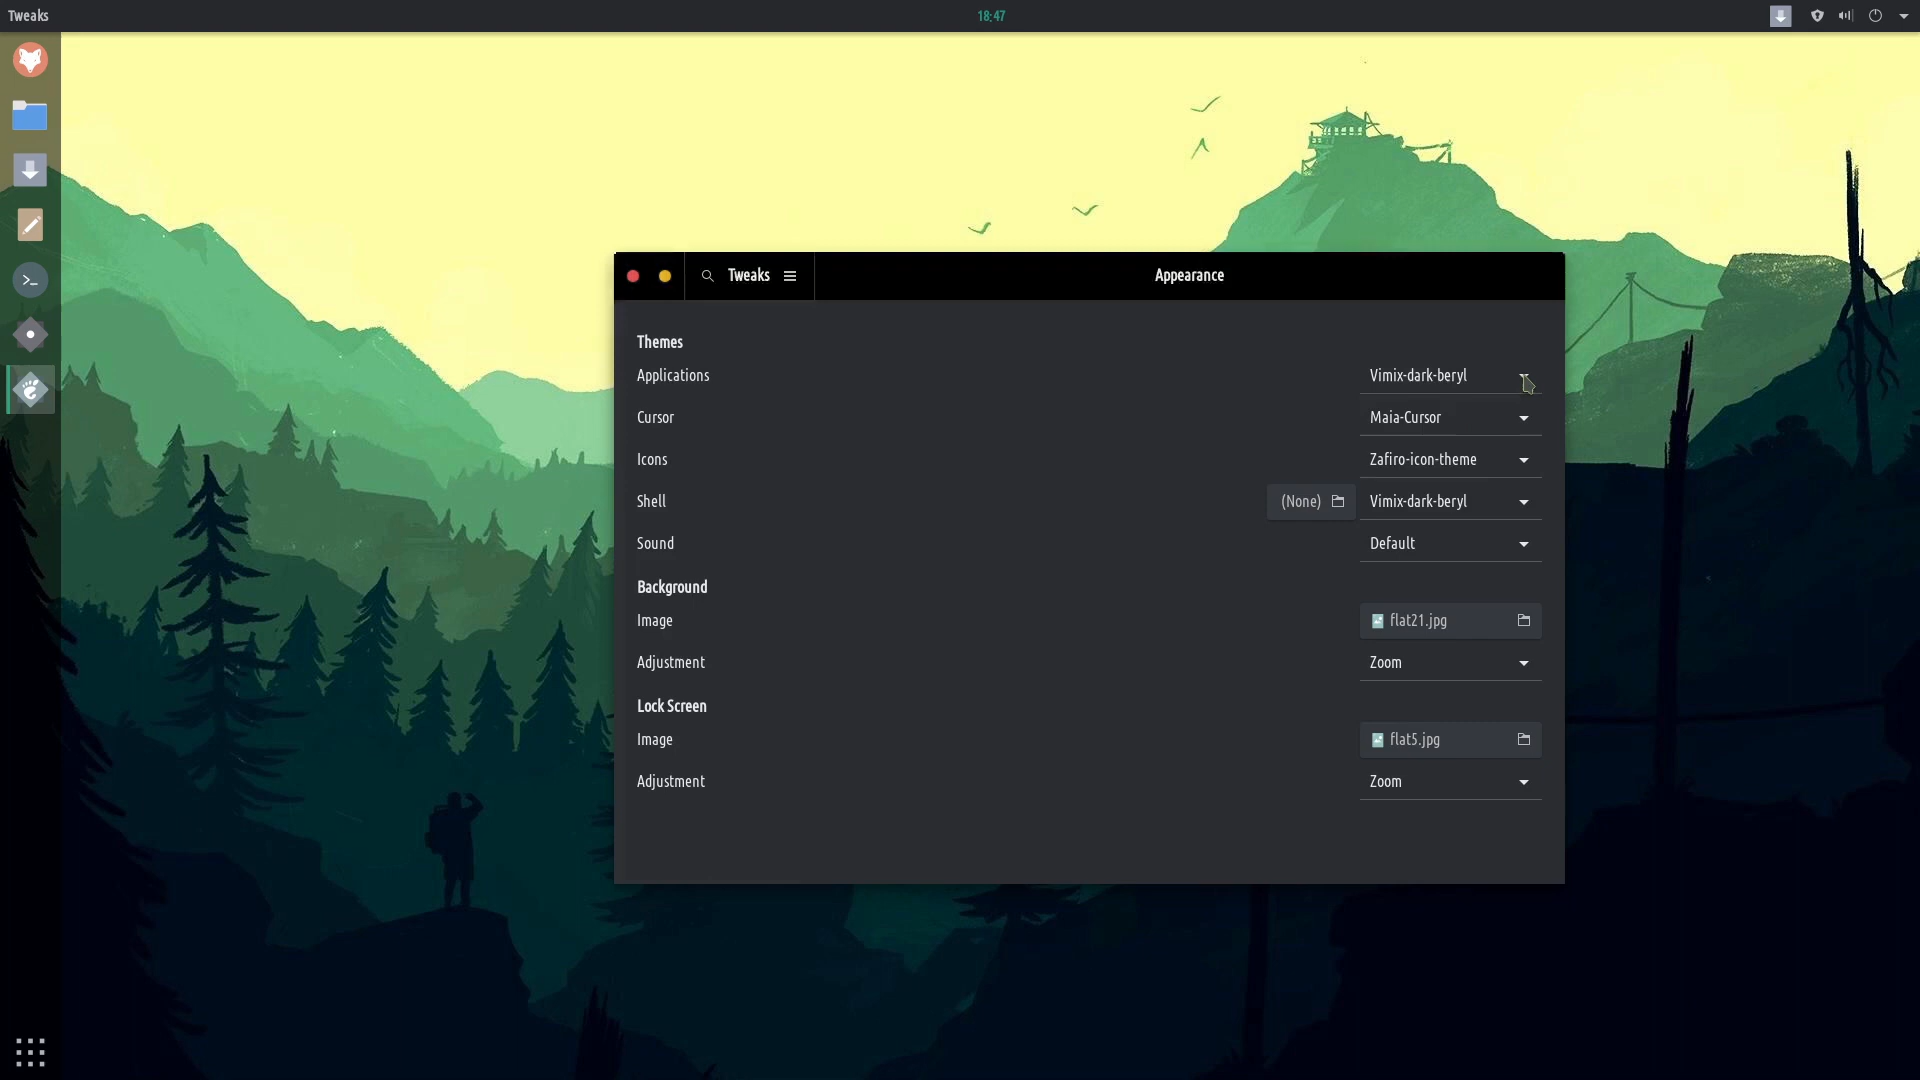 Tweaks
18:47
Tweaks
Appearance
Themes
Applications
Vimix-dark-beryl
Cursor
Maia-Cursor
Icons
Zafiro-icon-theme
Shell
(None)
Vimix-dark-beryl
Sound
Default
Background
Image
flat21.jpg
Adjustment
Zoom
Lock Screen
Image
flat5.jpg
Adjustment
Zoom